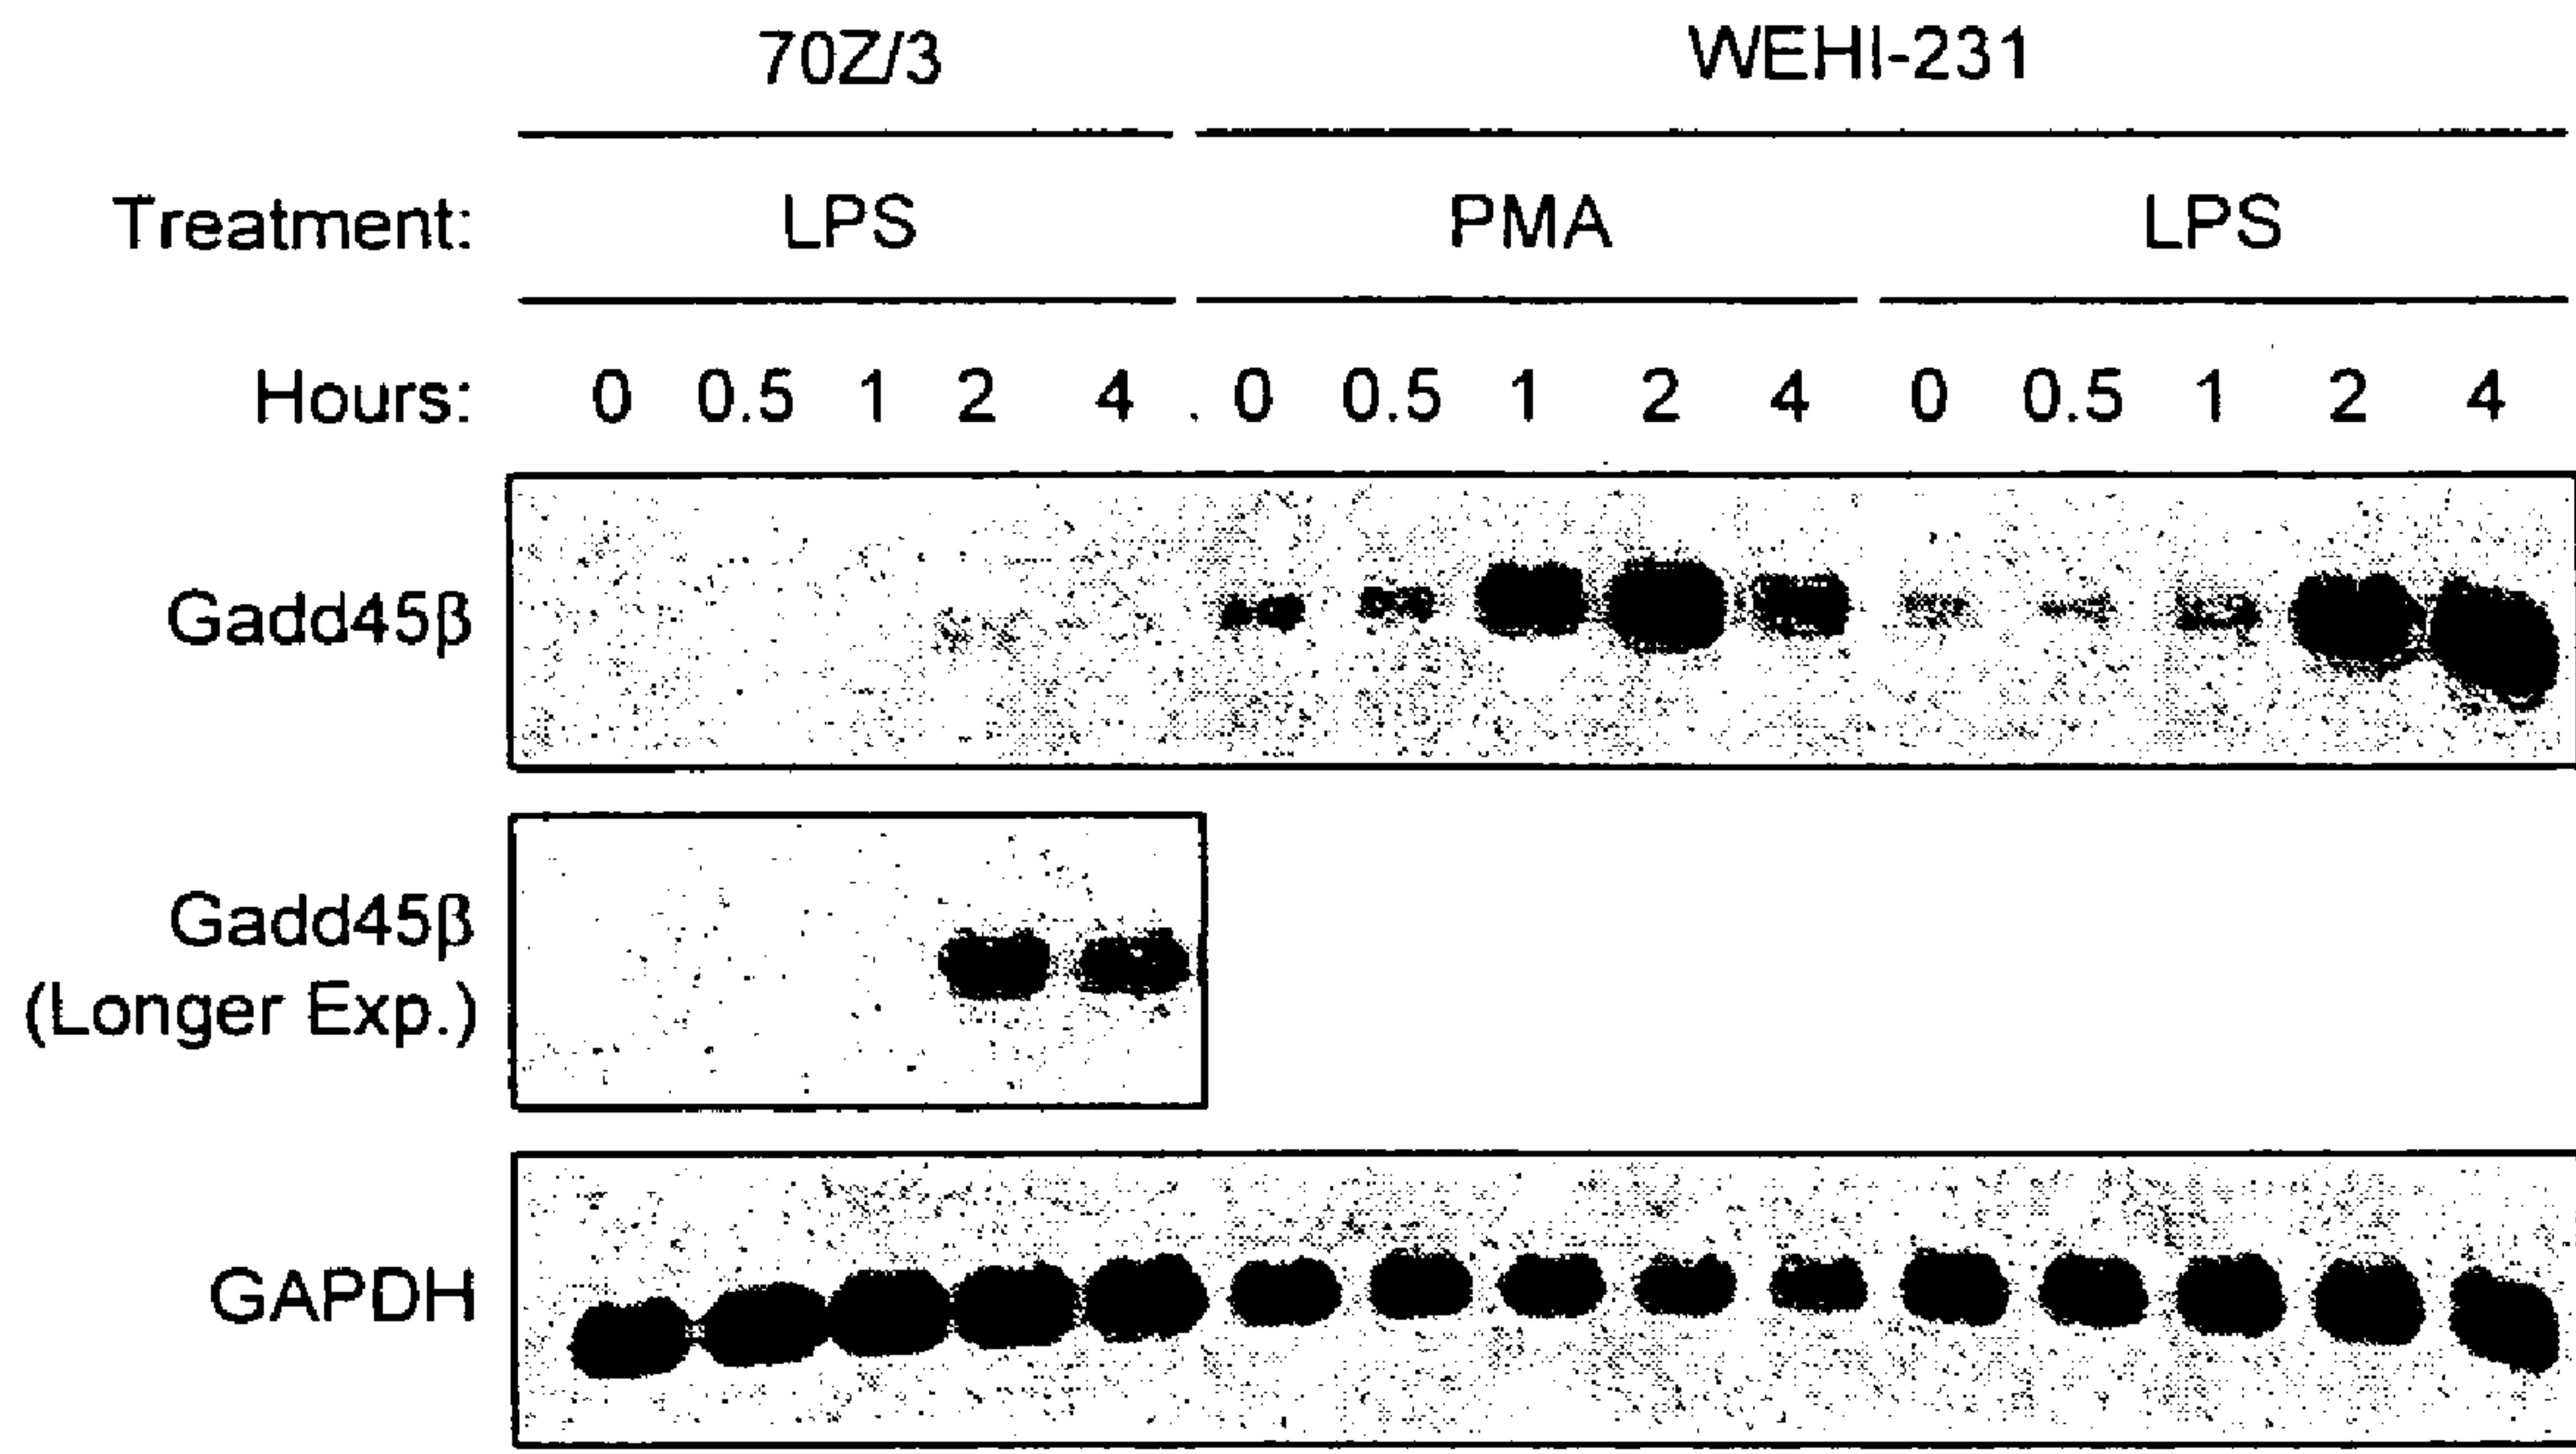 70Z/3 WEHI-231
Treatment: LPS PMA LPS
Hours: 0 0.5 1 2 4 0 0.5 1 2 4 0 0.5 1 2 4
Gadd45β
Gadd45β
(Longer Exp.)
GAPDH